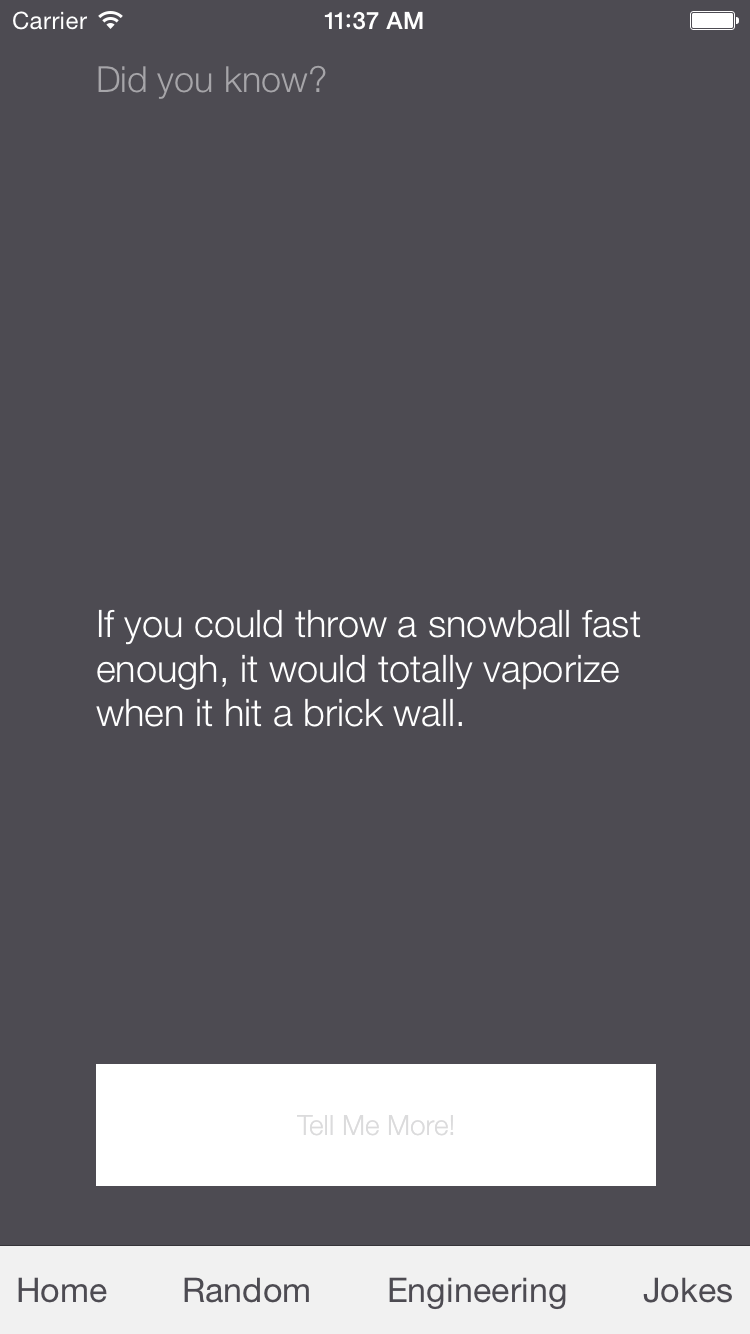 Carrier 11:37 AM
Did you know?
If you could throw a snowball fast
enough, it would totally vaporize
when it hit a brick wall.
Tell Me More!
Home Random Engineering Jokes